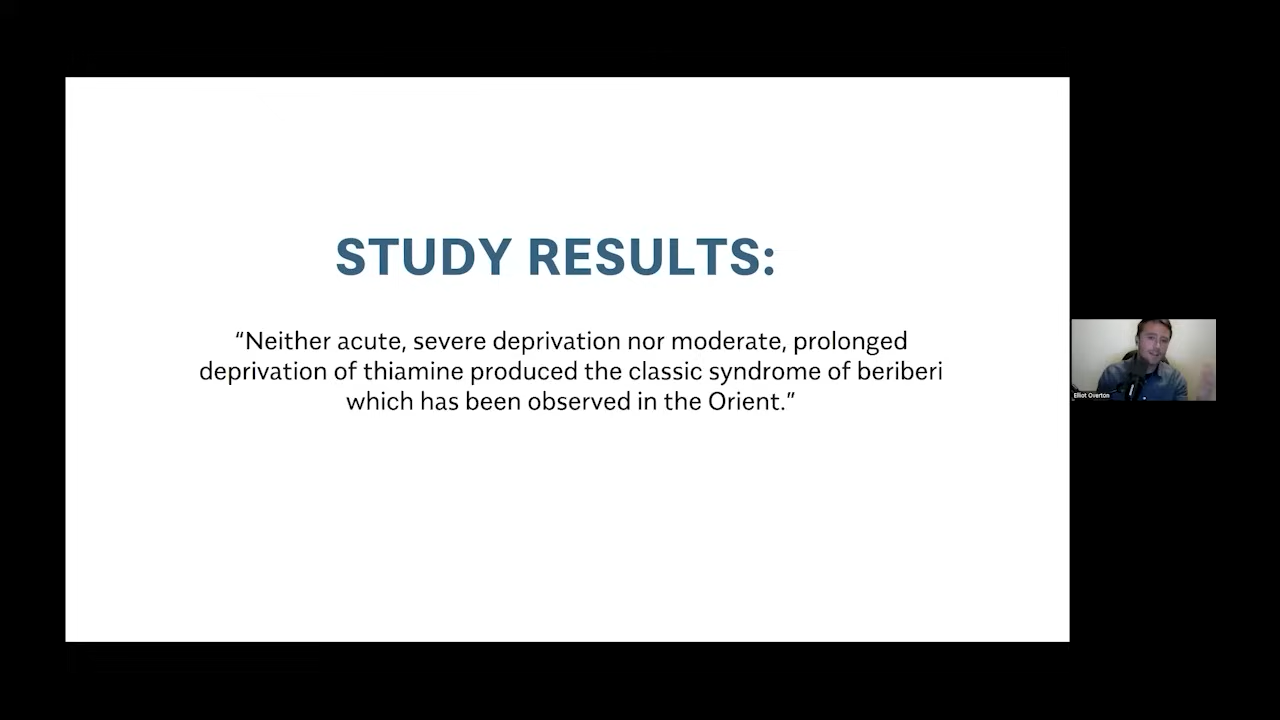 STUDY RESULTS:
“Neither acute, severe deprivation nor moderate, prolonged
deprivation of thiamine produced the classic syndrome of beriberi
which has been observed in the Orient.”
Elliot Overton